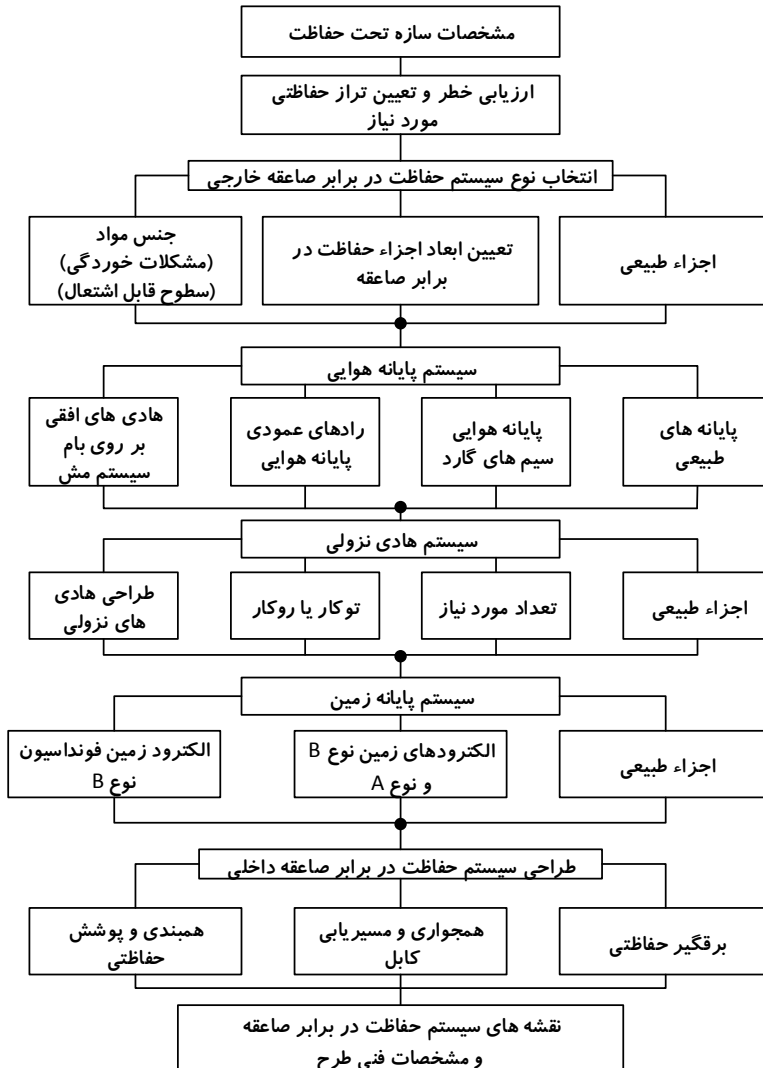 مشخصات سازه تحت حفاظت
ارزیابی خطر و تعیین تراز حفاظتی
مورد نیاز
انتخاب نوع سیستم حفاظت در برابر صاعقه خارجی
اجزاء طبیعی
تعیین ابعاد اجزاء حفاظت در
برابر صاعقه
جنس مواد
(مشکلات خوردگی)
(سطوح قابل اشتعال)
سیستم پایانه هوایی
پایانه های
طبیعی
پایانه هوایی
سیم های گارد
رادهای عمودی
پایانه هوایی
هادی های افقی
بر روی بام
سیستم مش
سیستم هادی نزولی
اجزاء طبیعی
تعداد مورد نیاز
توکار یا روکار
طراحی هادی
های نزولی
سیستم پایانه زمین
اجزاء طبیعی
الکترودهای زمین نوع B
و نوع A
الکترود زمین فونداسیون
نوع B
طراحی سیستم حفاظت در برابر صاعقه داخلی
برقگیر حفاظتی
همجواری و مسیریابی
کابل
همبندی و پوشش
حفاظتی
نقشه های سیستم حفاظت در برابر صاعقه
و مشخصات فنی طرح